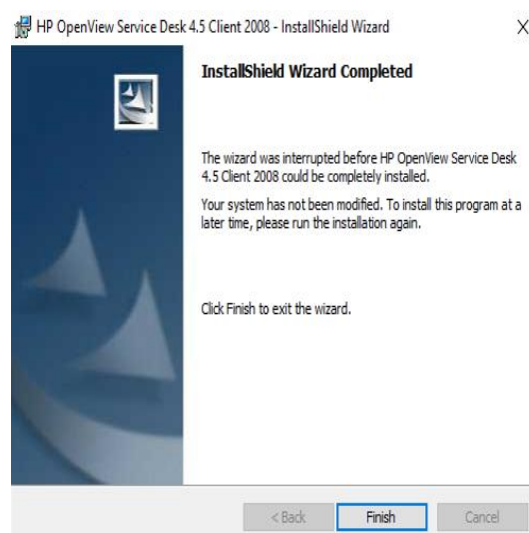 HP OpenView Service Desk 4.5 Client 2008 - InstallShield Wizard
X
InstallShield Wizard Completed
The wizard was interrupted before HP OpenView Service Desk
4.5 Client 2008 could be completely installed.
Your system has not been modified. To install this program at a
later time, please run the installation again.
Click Finish to exit the wizard.
< Back Finish Cancel